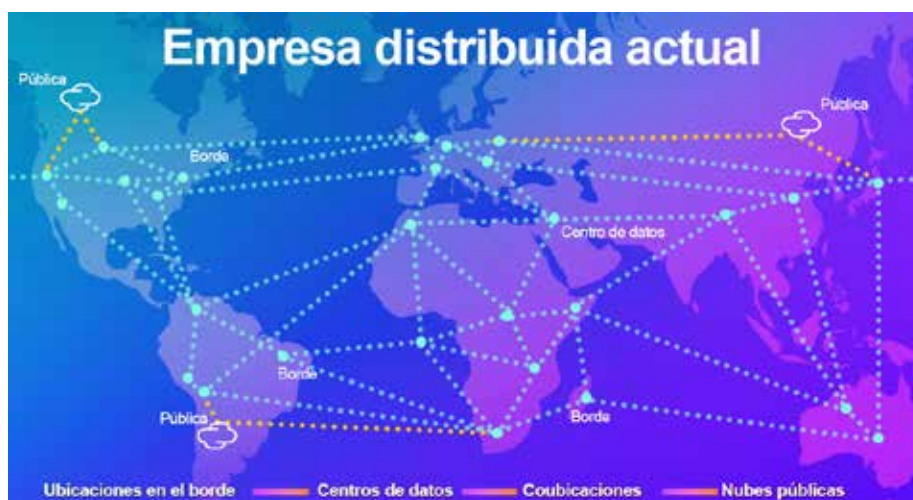 Empresa distribuida actual
Pública
Pública
Borde
Centro de datos
Borde
Pública
Borde
Ubicaciones en el borde Centros de datos Coubicaciones Nubes públicas